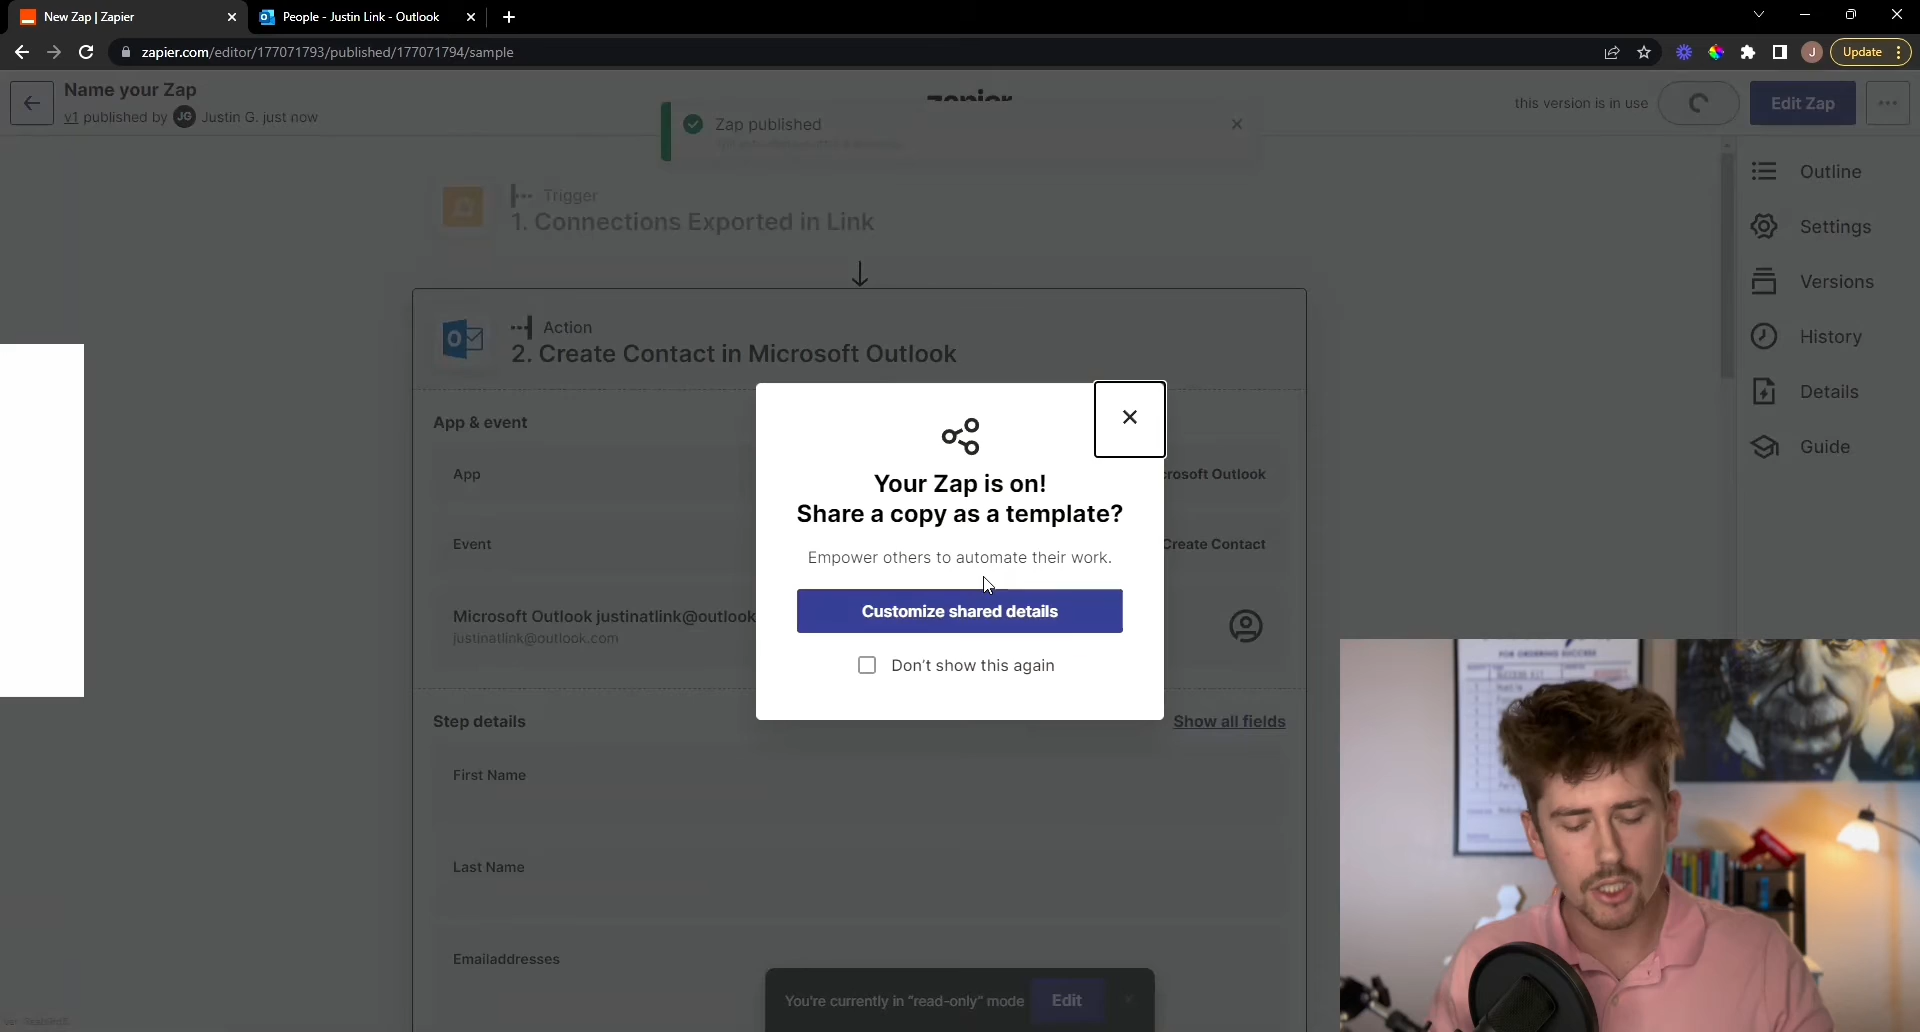 New Zap | Zapier
People - Justin Link - Outlook
zapier.com/editor/177071793/published/177071794/sample
J
Update
Name your Zap
v1 published by JG Justin G. just now
zapier
this version is in use
Edit Zap
Zap published
Trigger
1. Connections Exported in Link
Action
2. Create Contact in Microsoft Outlook
Outline
Settings
Versions
History
Details
Guide
App & event
App
crosoft Outlook
Event
Create Contact
Microsoft Outlook justinatlink@outlook
justinatlink@outlook.com
Your Zap is on!
Share a copy as a template?
Empower others to automate their work.
Customize shared details
Don't show this again
Step details
Show all fields
First Name
Last Name
Emailaddresses
You're currently in "read-only" mode
Edit
FOR ORDERING SUCCESS